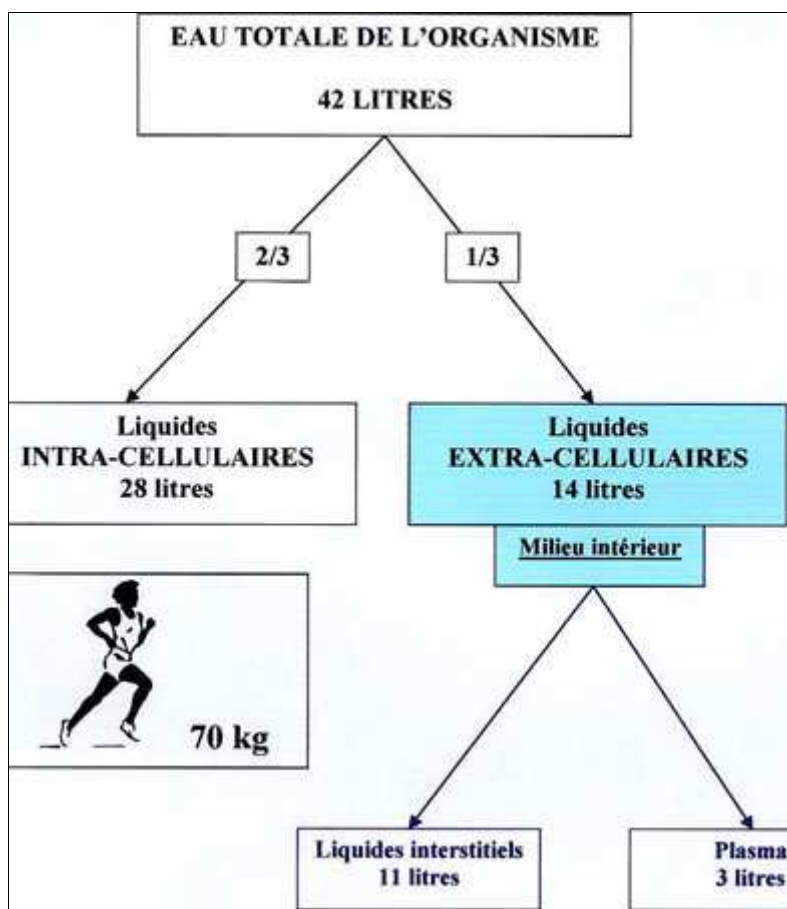 EAU TOTALE DE L'ORGANISME
42 LITRES
2/3
1/3
Liquides
INTRA-CELLULAIRES
28 litres
Liquides
EXTRA-CELLULAIRES
14 litres
Milieu intérieur
70 kg
Liquides interstitiels
11 litres
Plasma
3 litres